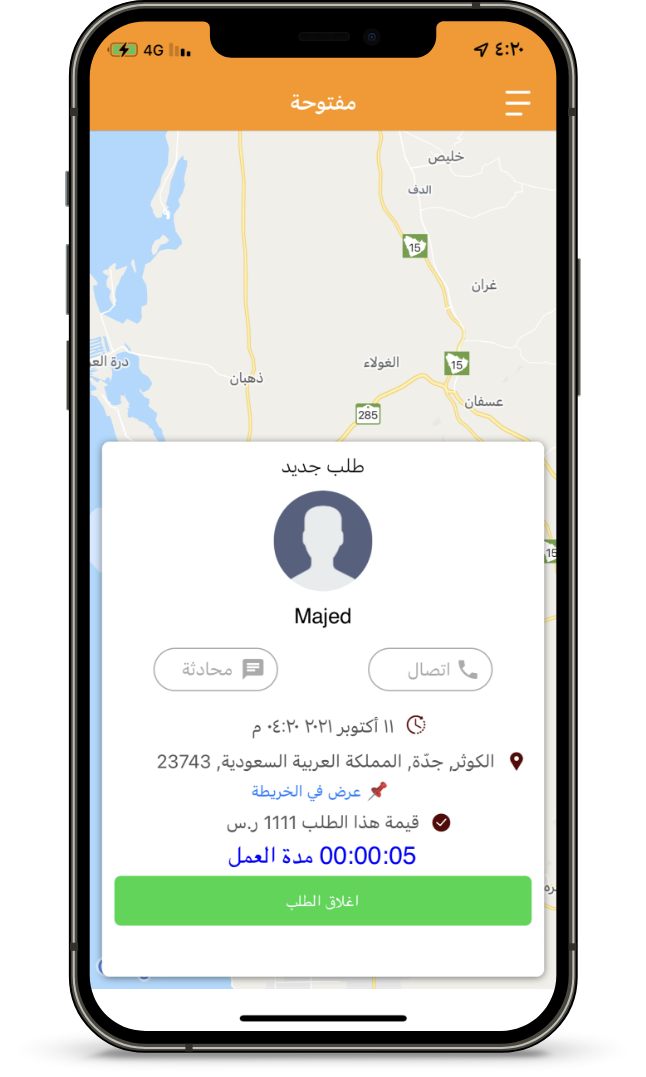 4G ٤:٢٠
مفتوحة
خليص
الدف
15
غران
15
الغولاء
درة العر
ذهبان
عسفان
285
طلب جديد
15
Majed
اتصال
محادثة
١١ أكتوبر ٢٠٢١ ٠٤:٢٠ م
الكوثر, جدّة, المملكة العربية السعودية, 23743
عرض في الخريطة
قيمة هذا الطلب 1111 ر.س
00:00:05 مدة العمل
اغلاق الطلب